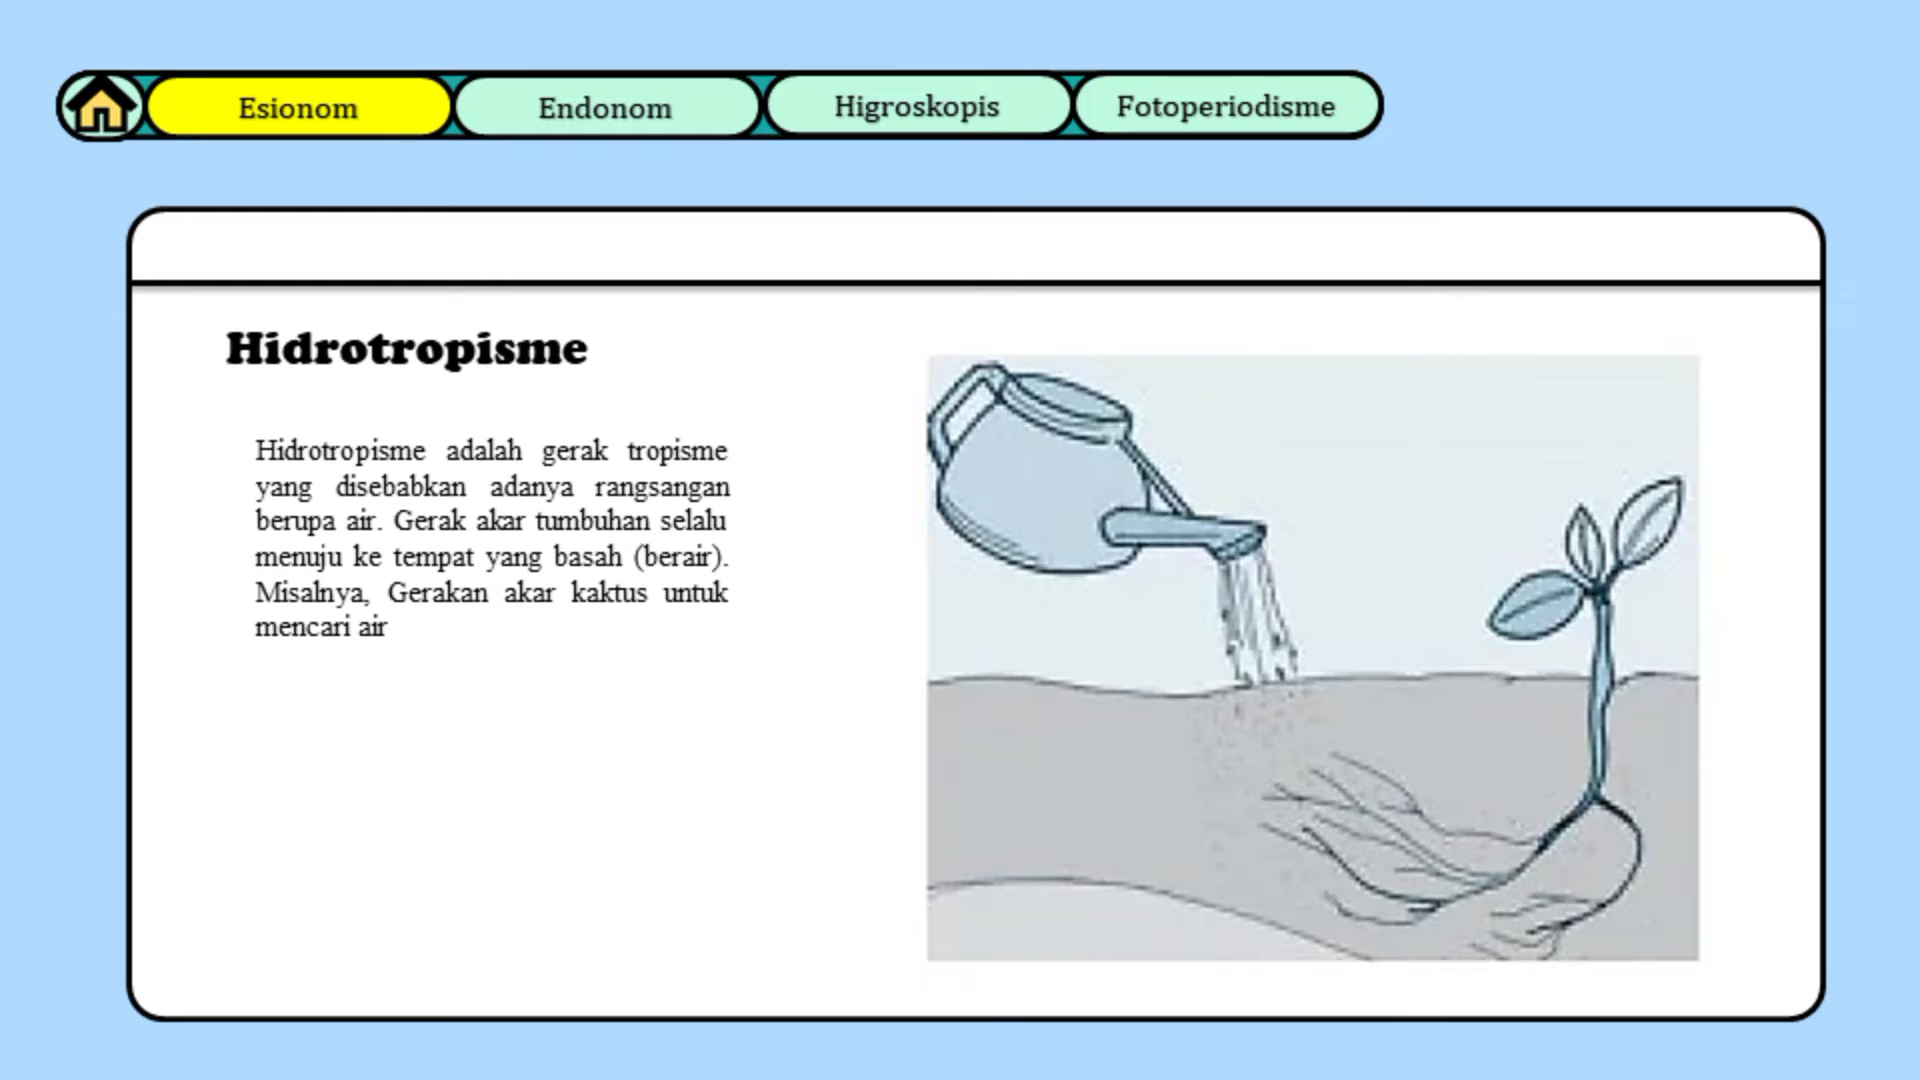 Esionom
Endonom
Higroskopis
Fotoperiodisme
Hidrotropisme
Hidrotropisme adalah gerak tropisme
yang disebabkan adanya rangsangan
berupa air. Gerak akar tumbuhan selalu
menuju ke tempat yang basah (berair).
Misalnya, Gerakan akar kaktus untuk
mencari air